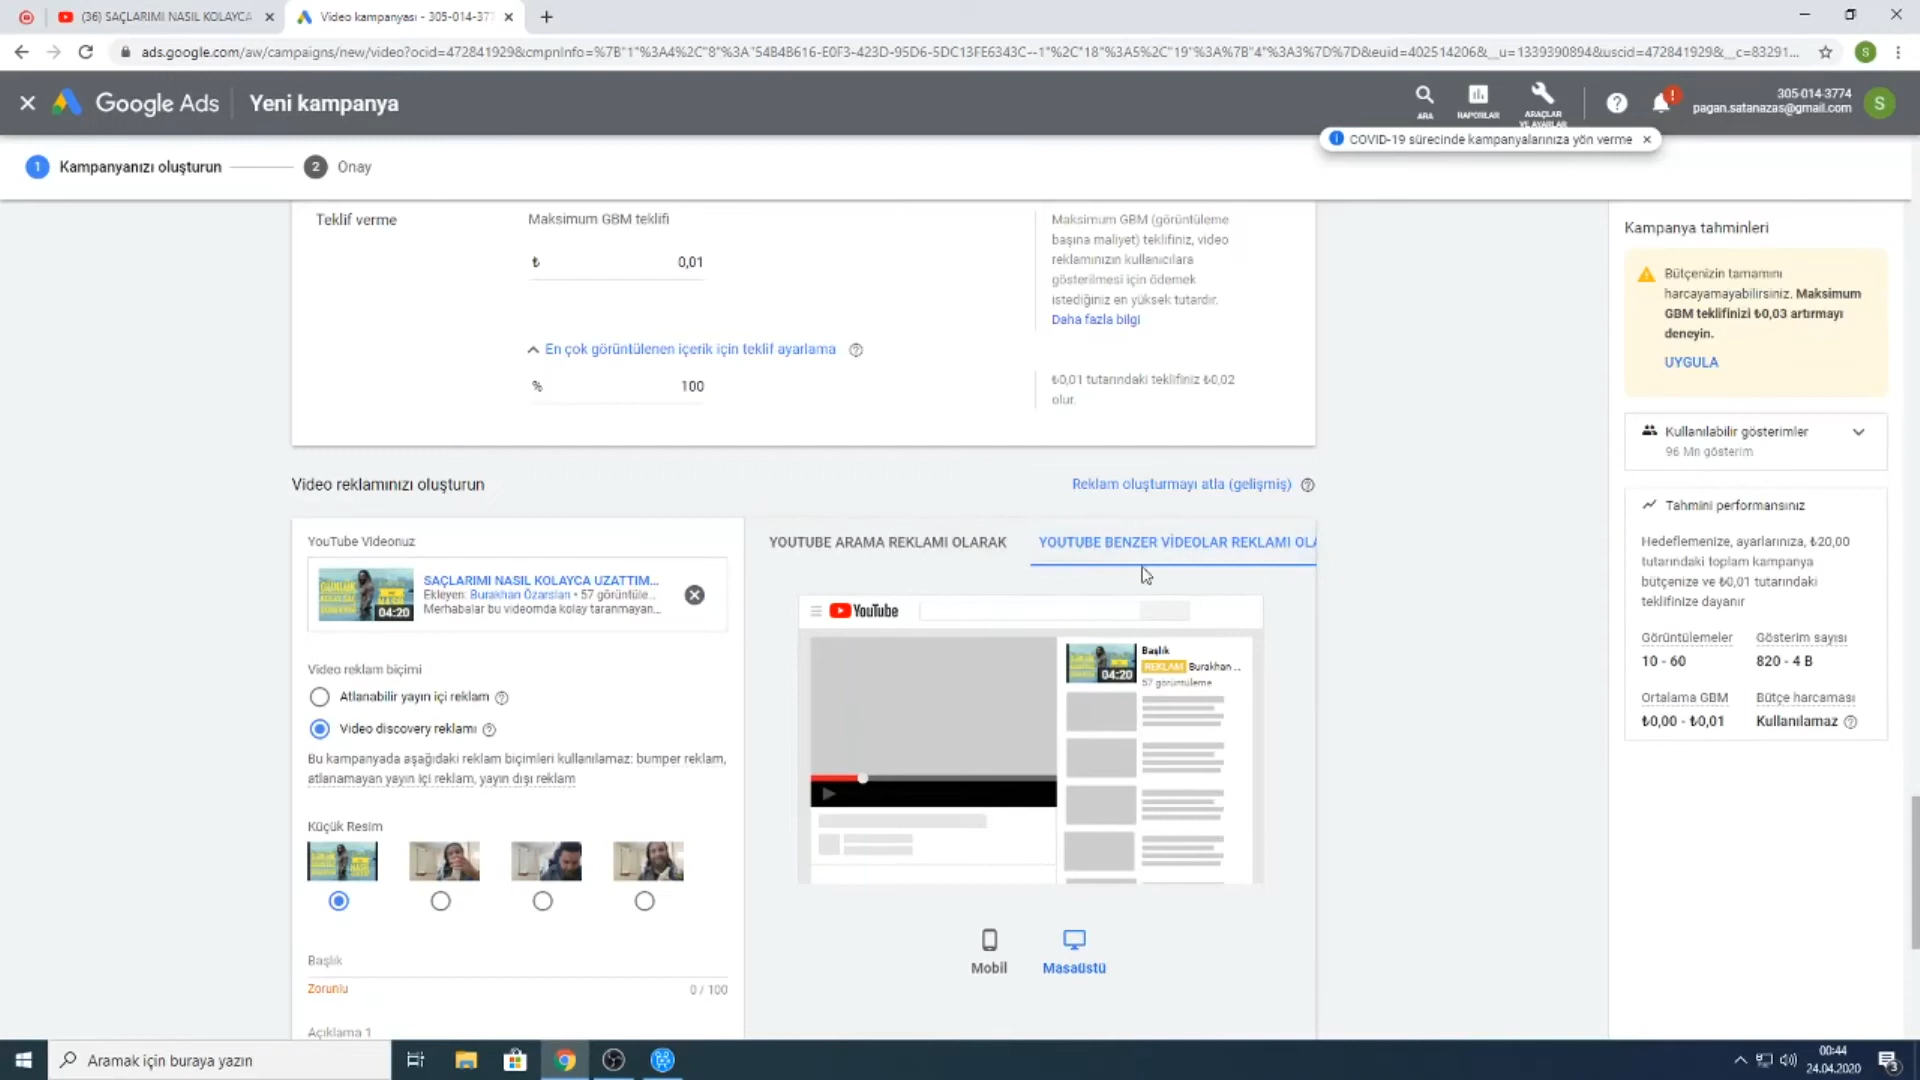 (36) SAÇLARIMI NASIL KOLAYCA
Video kampanyası - 305-014-377
ads.google.com/aw/campaigns/new/video?ocid=472841929&cmpnInfo=%7B"1"%3A4%2C"8"%3A"54B4B616-E0F3-423D-95D6-5DC13FE6343C--1"%2C"18"%3A5%2C"19"%3A%7B"4"%3A3%7D%7D&euid=402514206&__u=1339390894&uscid=472841929&__c=83291...
S
Google Ads
Yeni kampanya
ARA
RAPORLAR
ARAÇLAR
VE AYARLAR
305-014-3774
pagan.satanazas@gmail.com
S
COVID-19 sürecinde kampanyalarınıza yön verme
1 Kampanyanızı oluşturun
2 Onay
Teklif verme
Maksimum GBM teklifi
₺ 0,01
Maksimum GBM (görüntüleme
başına maliyet) teklifiniz, video
reklamınızın kullanıcılara
gösterilmesi için ödemek
istediğiniz en yüksek tutardır.
Daha fazla bilgi
En çok görüntülenen içerik için teklif ayarlama
% 100
₺0,01 tutarındaki teklifiniz ₺0,02
olur.
Video reklamınızı oluşturun
Reklam oluşturmayı atla (gelişmiş)
YouTube Videonuz
04:20
SAÇLARIMI NASIL KOLAYCA UZATTIM...
Ekleyen: Burakhan Özarslan • 57 görüntüle...
Merhabalar bu videomda kolay taranmayan...
Video reklam biçimi
Atlanabilir yayın içi reklam
Video discovery reklamı
Bu kampanyada aşağıdaki reklam biçimleri kullanılamaz: bumper reklam,
atlanamayan yayın içi reklam, yayın dışı reklam
Küçük Resim
Başlık
Zorunlu
0 / 100
Açıklama 1
YOUTUBE ARAMA REKLAMI OLARAK
YOUTUBE BENZER VİDEOLAR REKLAMI OLA
YouTube
04:20
Başlık
REKLAM Burakhan ...
57 görüntüleme
Mobil
Masaüstü
Kampanya tahminleri
Bütçenizin tamamını
harcayamayabilirsiniz. Maksimum
GBM teklifinizi ₺0,03 artırmayı
deneyin.
UYGULA
Kullanılabilir gösterimler
96 Mn gösterim
Tahmini performansınız
Hedeflemenize, ayarlarınıza, ₺20,00
tutarındaki toplam kampanya
bütçenize ve ₺0,01 tutarındaki
teklifinize dayanır
Görüntülemeler
Gösterim sayısı
10 - 60
820 - 4 B
Ortalama GBM
Bütçe harcaması
₺0,00 - ₺0,01
Kullanılamaz
Aramak için buraya yazın
00:44
24.04.2020
3